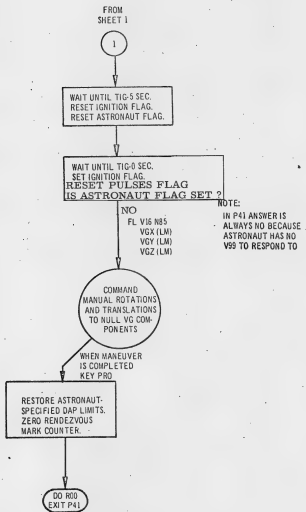 FROM
SHEET 1
1
WAIT UNTIL TIG-5 SEC.
RESET IGNITION FLAG.
RESET ASTRONAUT FLAG.
WAIT UNTIL TIG-0 SEC.
SET IGNITION FLAG.
RESET PULSES FLAG
IS ASTRONAUT FLAG SET ?
NOTE:
IN P41 ANSWER IS
ALWAYS NO BECAUSE
ASTRONAUT HAS NO
V99 TO RESPOND TO
NO
FL V16 N85
VGX (LM)
VGY (LM)
VGZ (LM)
COMMAND
MANUAL ROTATIONS
AND TRANSLATIONS
TO NULL VG COM-
PONENTS
WHEN MANEUVER
IS COMPLETED
KEY PRO
RESTORE ASTRONAUT-
SPECIFIED DAP LIMITS.
ZERO RENDEZVOUS
MARK COUNTER.
DO R00
EXIT P41